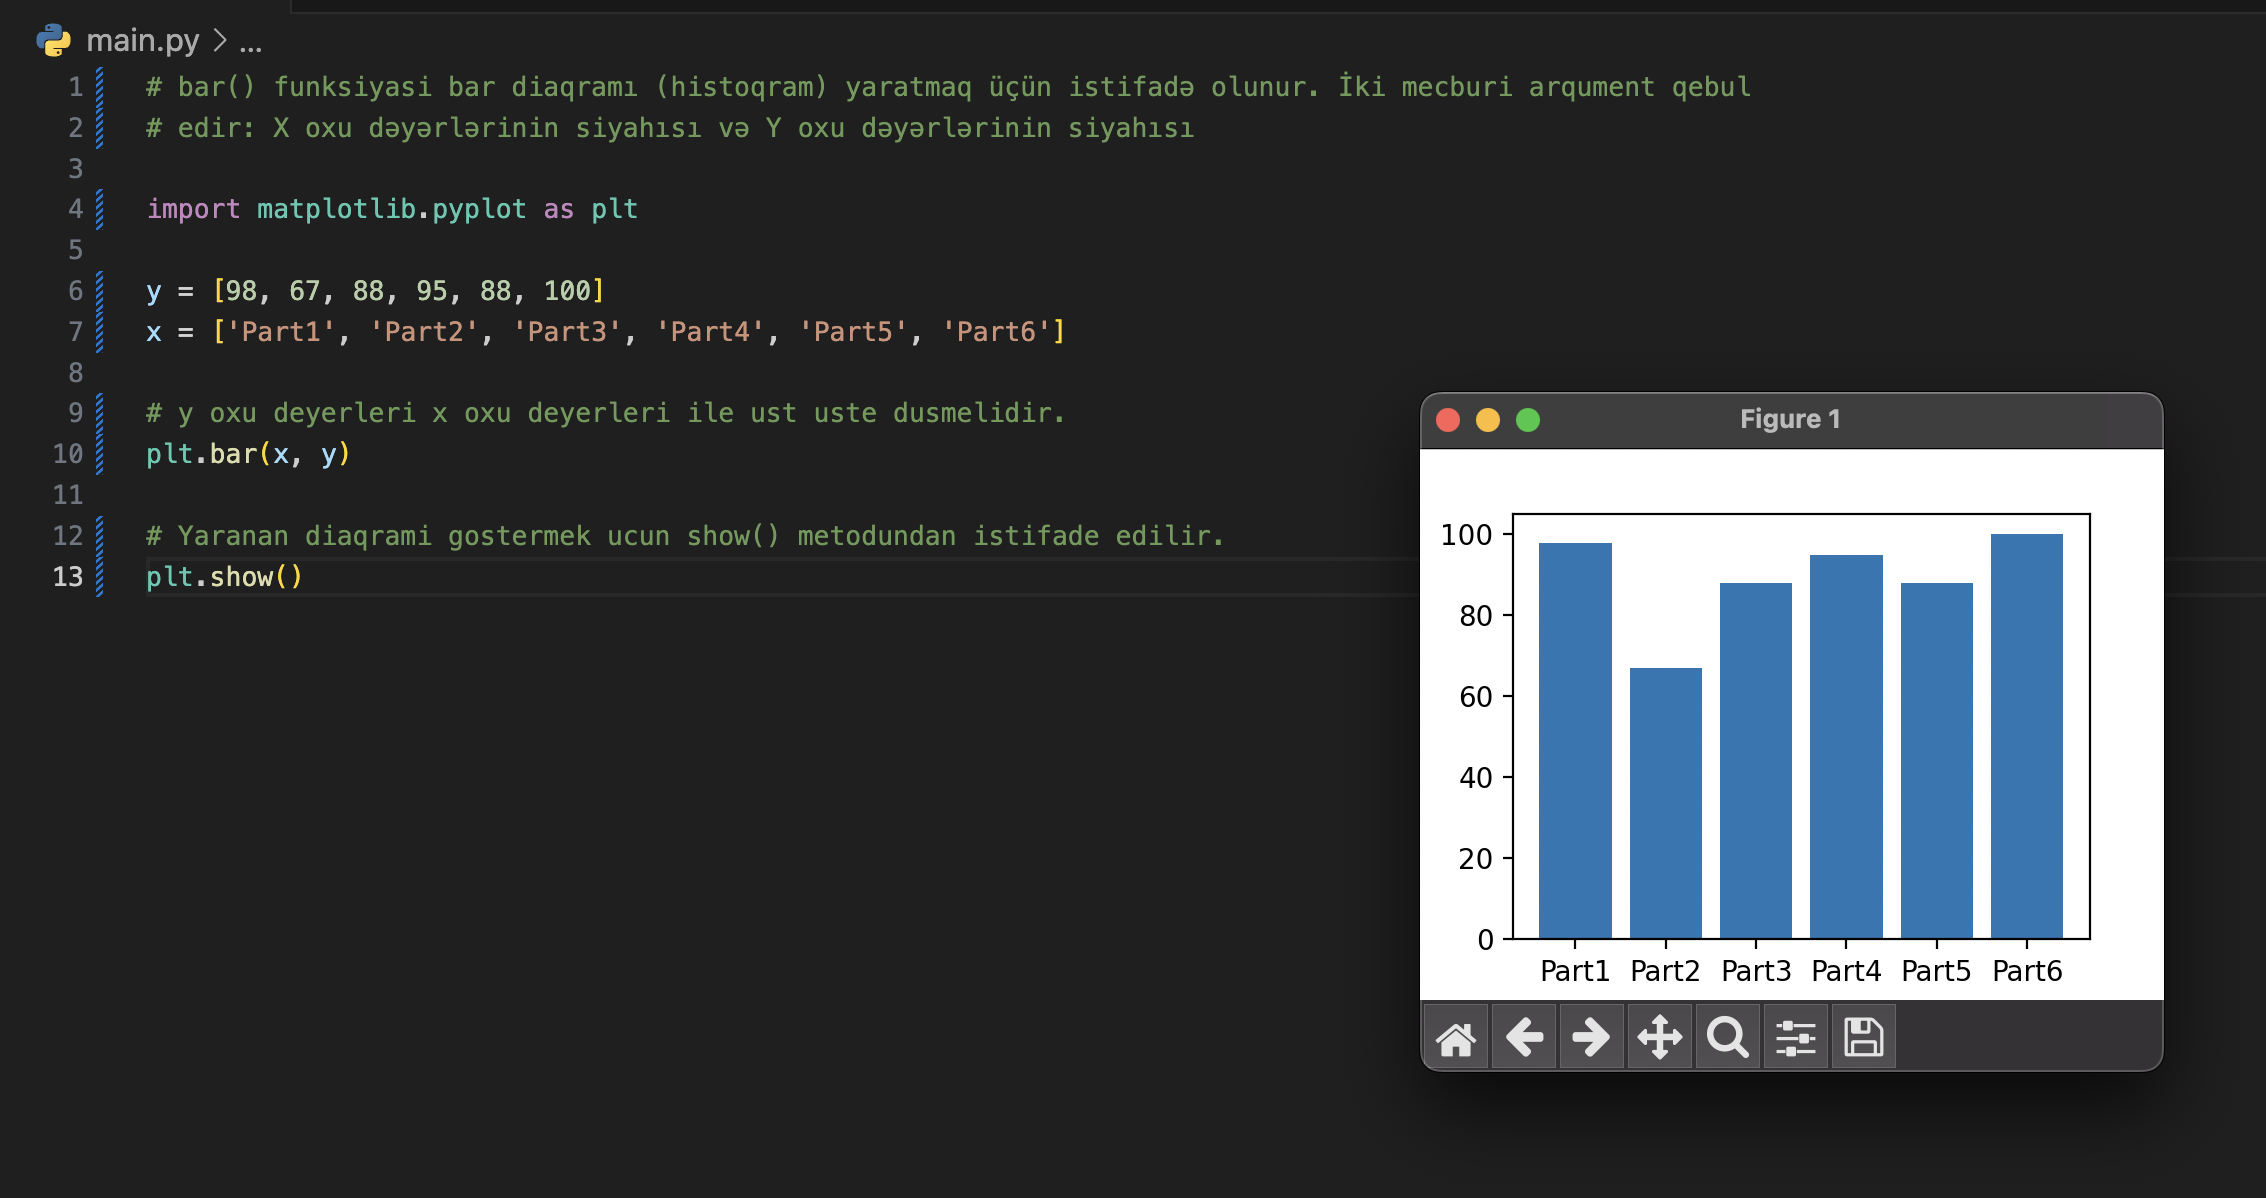 main.py > ...
1 # bar() funksiyasi bar diaqramı (histoqram) yaratmaq üçün istifadə olunur. İki mecburi arqument qebul
2 # edir: X oxu dəyərlərinin siyahısı və Y oxu dəyərlərinin siyahısı
3
4 import matplotlib.pyplot as plt
5
6 y = [98, 67, 88, 95, 88, 100]
7 x = ['Part1', 'Part2', 'Part3', 'Part4', 'Part5', 'Part6']
8
9 # y oxu deyerleri x oxu deyerleri ile ust uste dusmelidir.
10 plt.bar(x, y)
11
12 # Yaranan diaqrami gostermek ucun show() metodundan istifade edilir.
13 plt.show()
Figure 1
100
80
60
40
20
0
Part1 Part2 Part3 Part4 Part5 Part6